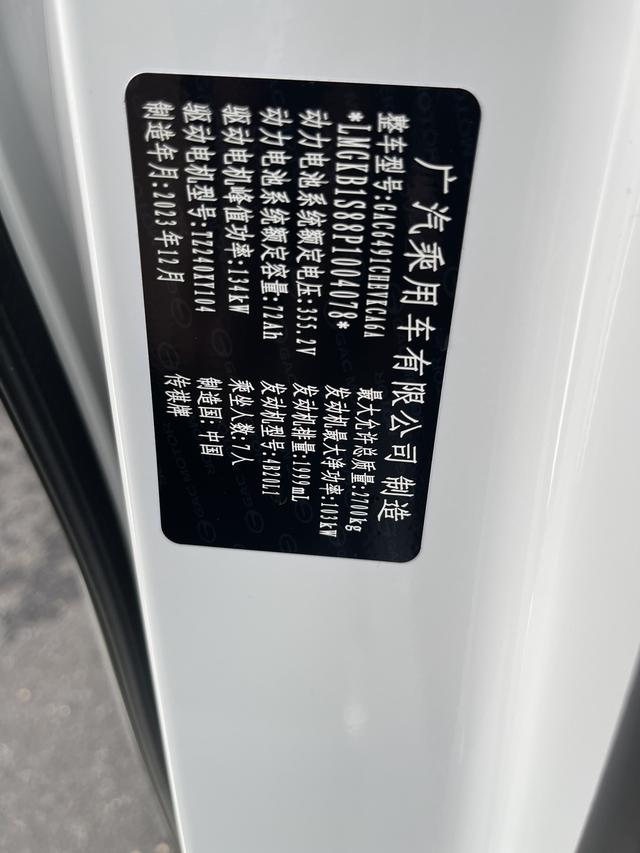 广汽乘用车有限公司 制造
整车型号:GAC6491CHEVKCA6A 最大允许总质量:2700kg
*LMGKB1S88P1004078* 发动机最大净功率:103kW
动力电池系统额定电压:355.2V 发动机排量:1999mL
动力电池系统额定容量:72Ah 发动机型号:4B20J1
驱动电机峰值功率:134kW 乘坐人数:7人
驱动电机型号:TZ240XY104 制造国:中国
制造年月:2023年12月 传祺牌